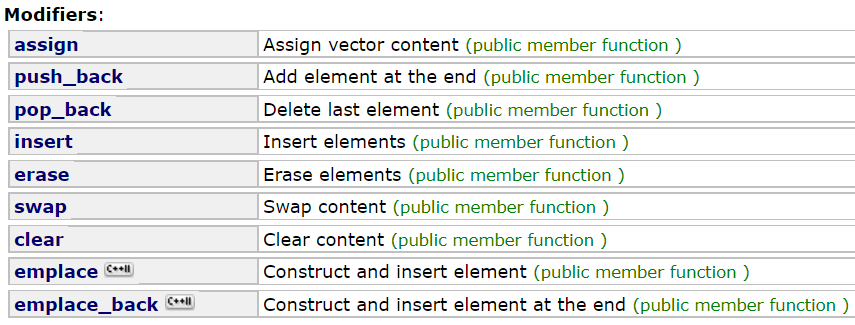 Modifiers:
assign Assign vector content (public member function )
push_back Add element at the end (public member function )
pop_back Delete last element (public member function )
insert Insert elements (public member function )
erase Erase elements (public member function )
swap Swap content (public member function )
clear Clear content (public member function )
emplace C++11 Construct and insert element (public member function )
emplace_back C++11 Construct and insert element at the end (public member function )